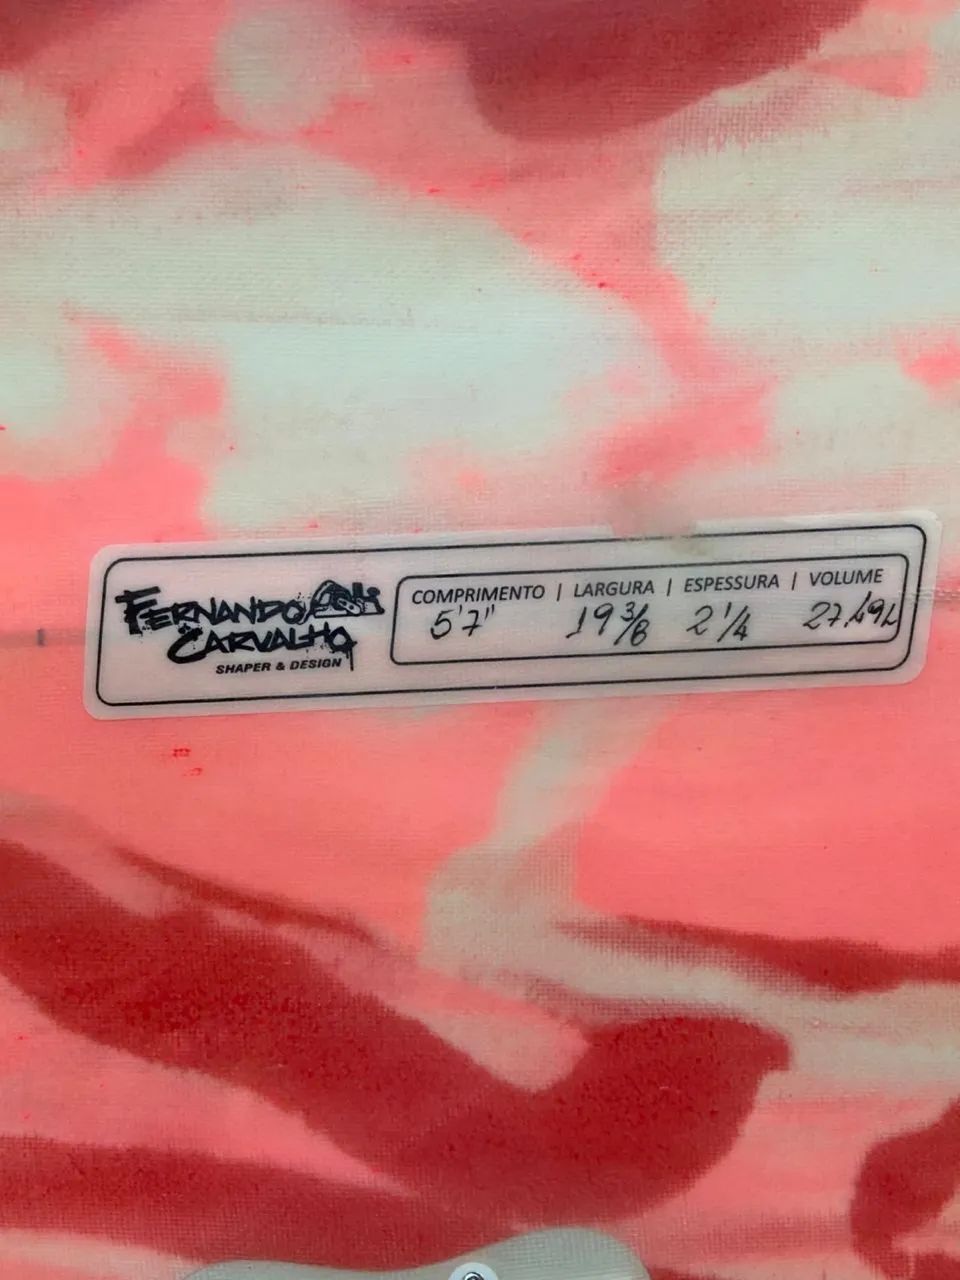 FERNANDO
CARVALHO
SHAPER & DESIGN
COMPRIMENTO | LARGURA | ESPESSURA | VOLUME
5'7" 19 3/8 2 1/4 27,49L